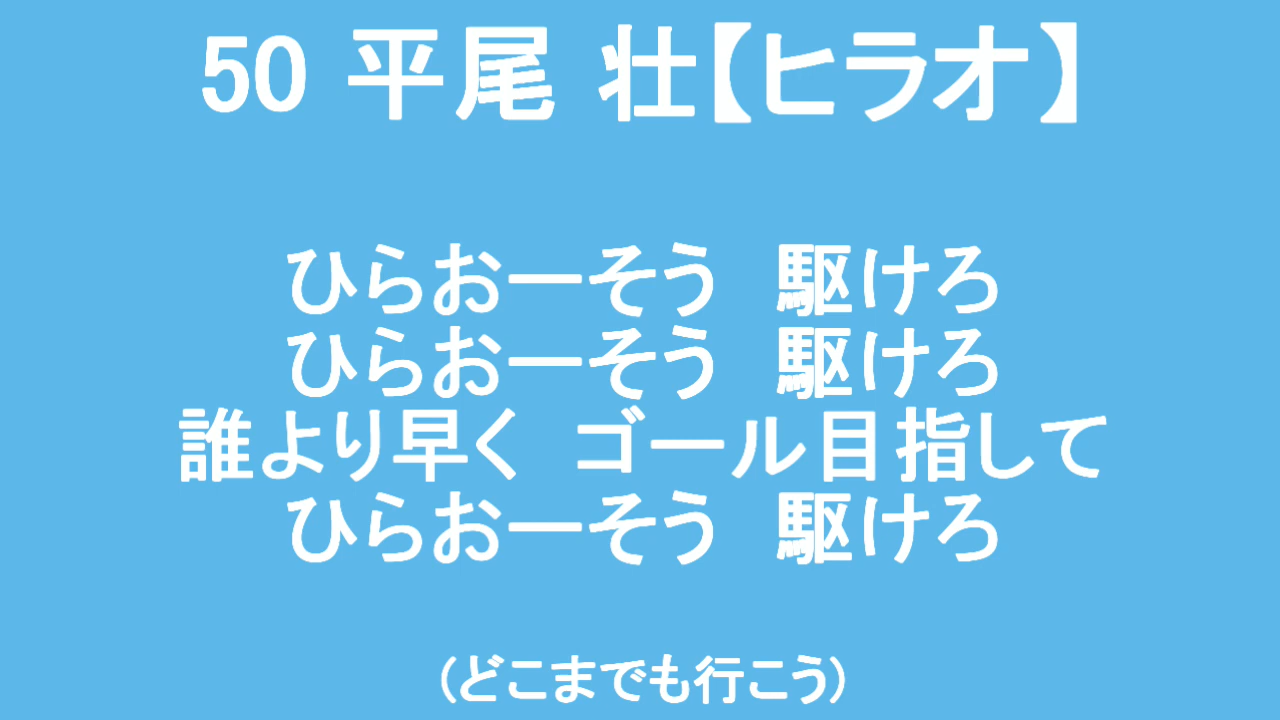 50 平尾 壮【ヒラオ】
ひらおーそう　駆けろ
ひらおーそう　駆けろ
誰より早く　ゴール目指して
ひらおーそう　駆けろ
(どこまでも行こう)